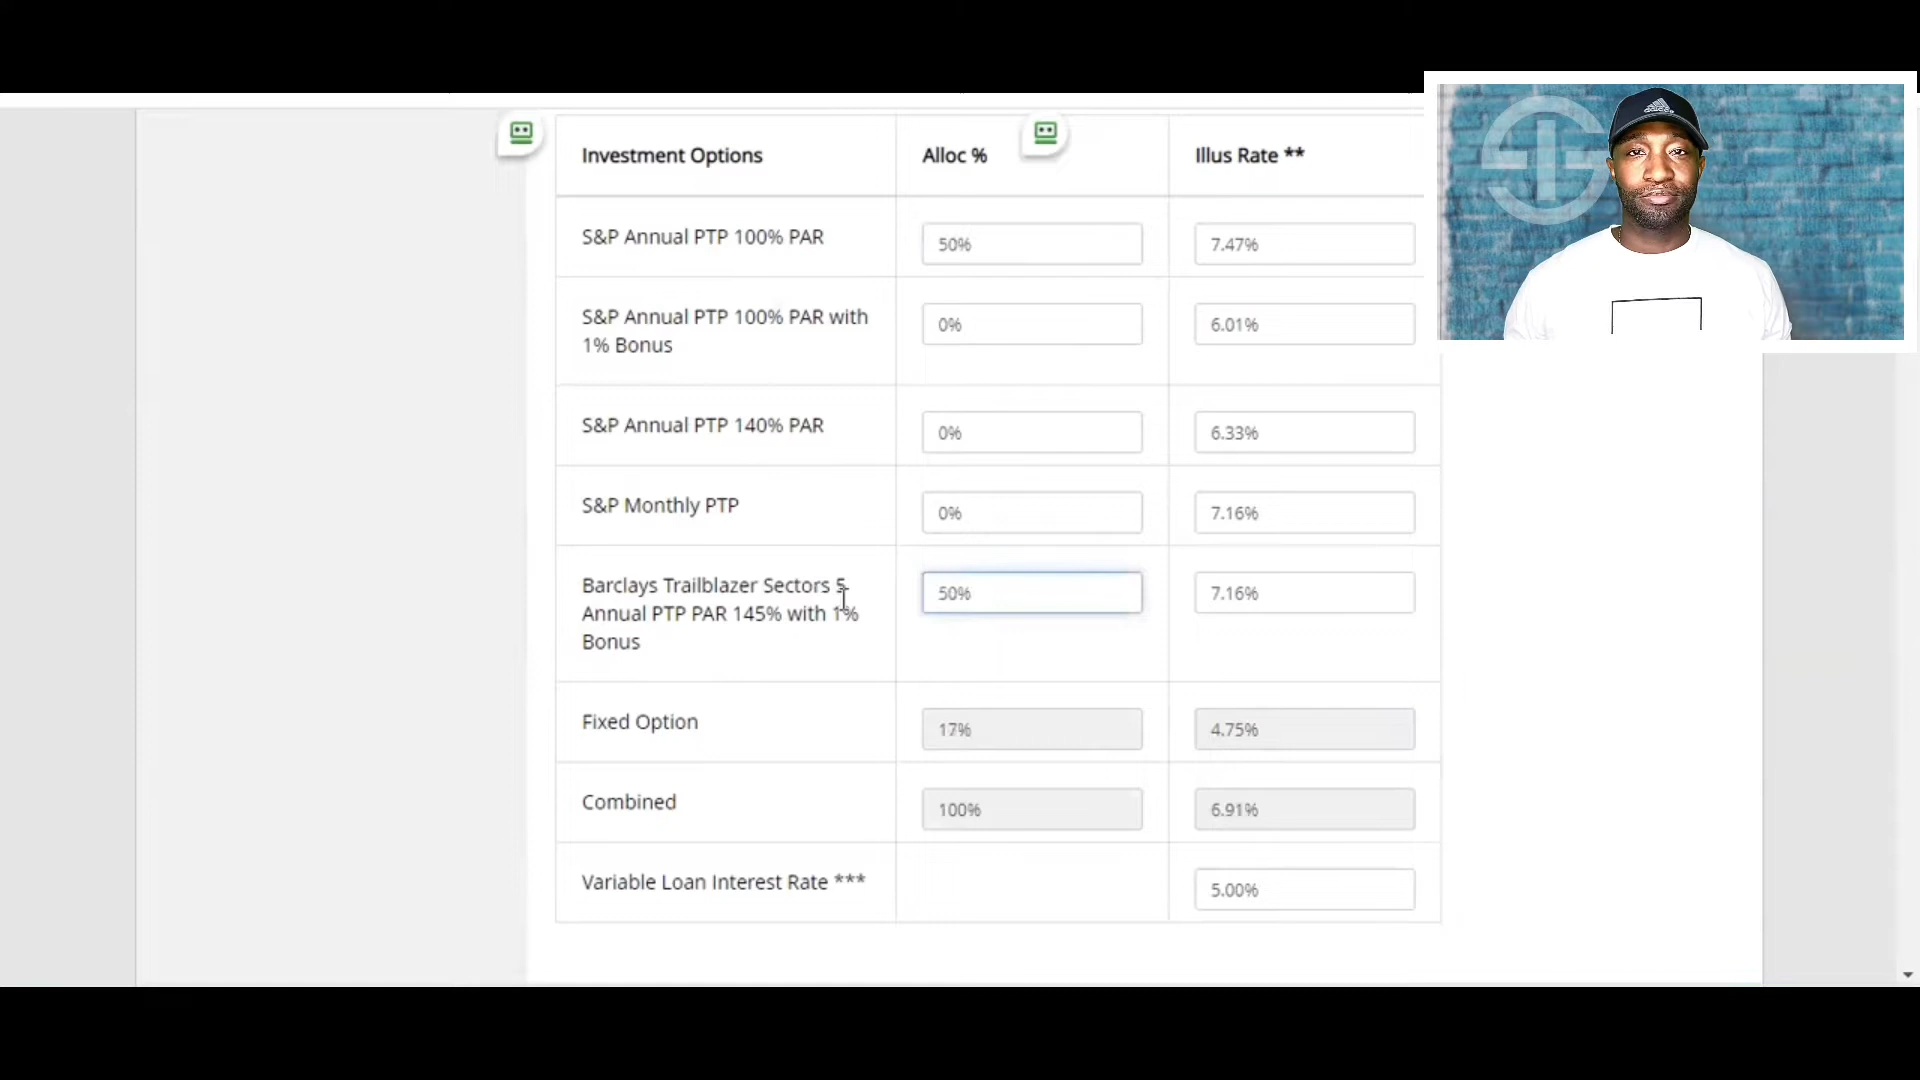 Investment Options Alloc % Illus Rate **
S&P Annual PTP 100% PAR 50% 7.47%
S&P Annual PTP 100% PAR with 0% 6.01%
1% Bonus
S&P Annual PTP 140% PAR 0% 6.33%
S&P Monthly PTP 0% 7.16%
Barclays Trailblazer Sectors 5 50% 7.16%
Annual PTP PAR 145% with 1%
Bonus
Fixed Option 17% 4.75%
Combined 100% 6.91%
Variable Loan Interest Rate *** 5.00%
adidas